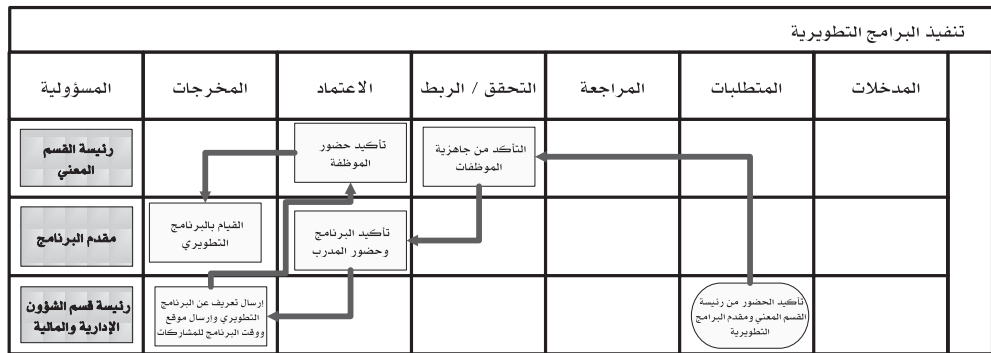 تنفيذ البرامج التطويرية
المدخلات
المتطلبات
المراجعة
التحقق / الربط
الاعتماد
المخرجات
المسؤولية
التأكد من جاهزية
الموظفات
تأكيد حضور
الموظفة
رئيسة القسم
المعني
تأكيد البرنامج
وحضور المدرب
القيام بالبرنامج
التطويري
مقدم البرنامج
تأكيد الحضور من رئيسة
القسم المعني ومقدم البرامج
التطويرية
إرسال تعريف عن البرنامج
التطويري وإرسال موقع
ووقت البرنامج للمشاركات
رئيسة قسم الشؤون
الإدارية والمالية